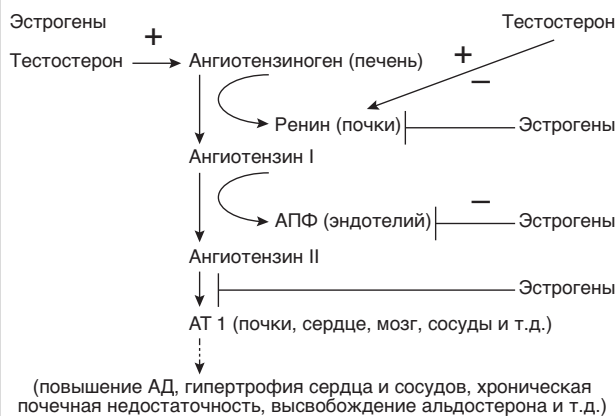 Эстрогены
Тестостерон
+
Тестостерон
Ангиотензиноген (печень)
+
−
Ренин (почки)
Эстрогены
Ангиотензин I
−
АПФ (эндотелий)
Эстрогены
Ангиотензин II
Эстрогены
АТ 1 (почки, сердце, мозг, сосуды и т.д.)
(повышение АД, гипертрофия сердца и сосудов, хроническая
почечная недостаточность, высвобождение альдостерона и т.д.)